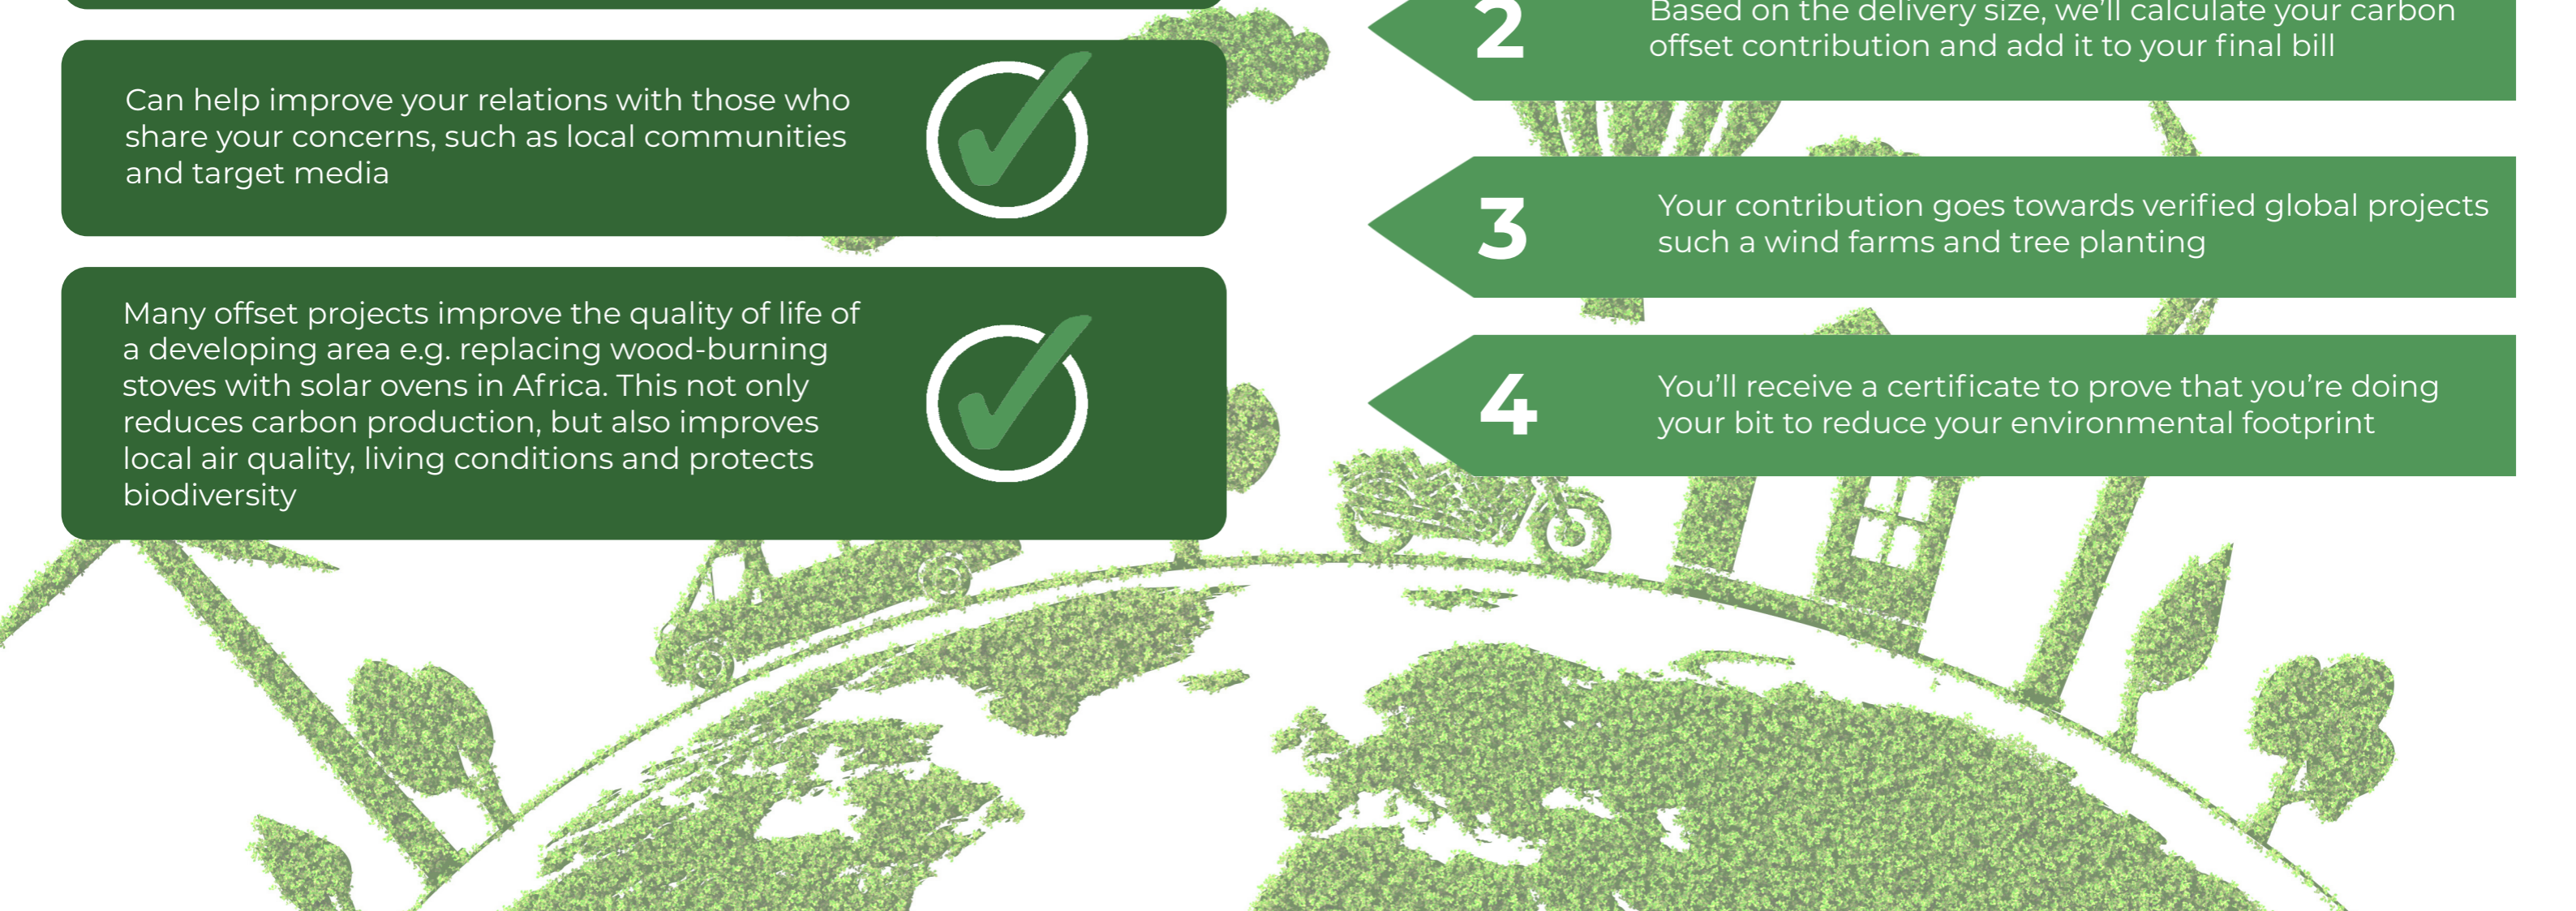 Can help improve your relations with those who
share your concerns, such as local communities
and target media
Many offset projects improve the quality of life of
a developing area e.g. replacing wood-burning
stoves with solar ovens in Africa. This not only
reduces carbon production, but also improves
local air quality, living conditions and protects
biodiversity
2
Based on the delivery size, we'll calculate your carbon
offset contribution and add it to your final bill
3
Your contribution goes towards verified global projects
such a wind farms and tree planting
4
You'll receive a certificate to prove that you're doing
your bit to reduce your environmental footprint